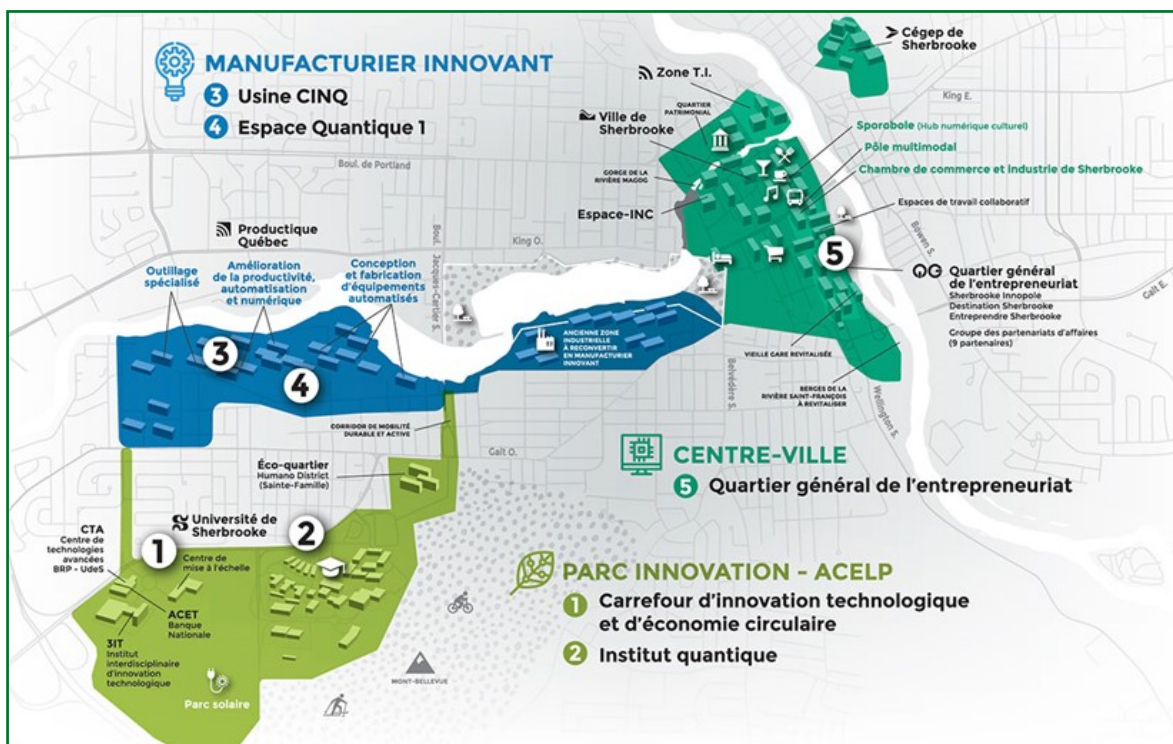 MANUFACTURIER INNOVANT
3 Usine CINQ
4 Espace Quantique 1
Cégep de
Sherbrooke
King E.
Zone T.I.
QUARTIER
PATRIMONIAL
Ville de
Sherbrooke
Sporobole (Hub numérique culturel)
Pôle multimodal
Chambre de commerce et Industrie de Sherbrooke
Boul. de Portland
GORGE DE LA
RIVIÈRE MAGOG
Espace-INC
Espaces de travail collaboratif
Bowen S.
Productique
Québec
Boul. Jacques-Cartier S.
King O.
Outillage
spécialisé
Amélioration
de la productivité,
automatisation
et numérique
Conception
et fabrication
d'équipements
automatisés
5
QG Quartier général
de l'entrepreneuriat
Sherbrooke Innopole
Destination Sherbrooke
Entreprendre Sherbrooke
Groupe des partenariats d'affaires
(9 partenaires)
Galt E.
3
4
ANCIENNE ZONE
INDUSTRIELLE
À RECONVERTIR
EN MANUFACTURIER
INNOVANT
VIEILLE GARE REVITALISÉE
Belvédère S.
BERGES DE LA
RIVIÈRE SAINT-FRANÇOIS
À REVITALISER
Wellington S.
CORRIDOR DE MOBILITÉ
DURABLE ET ACTIVE
Galt O.
Éco-quartier
Humano District
(Sainte-Famille)
CENTRE-VILLE
5 Quartier général de l'entrepreneuriat
Université de
Sherbrooke
CTA
Centre de
technologies
avancées
BRP - UdeS
1
2
Centre de
mise à l'échelle
ACET
Banque
Nationale
3IT
Institut
interdisciplinaire
d'innovation
technologique
Parc solaire
MONT-BELLEVUE
PARC INNOVATION - ACELP
1 Carrefour d'innovation technologique
et d'économie circulaire
2 Institut quantique